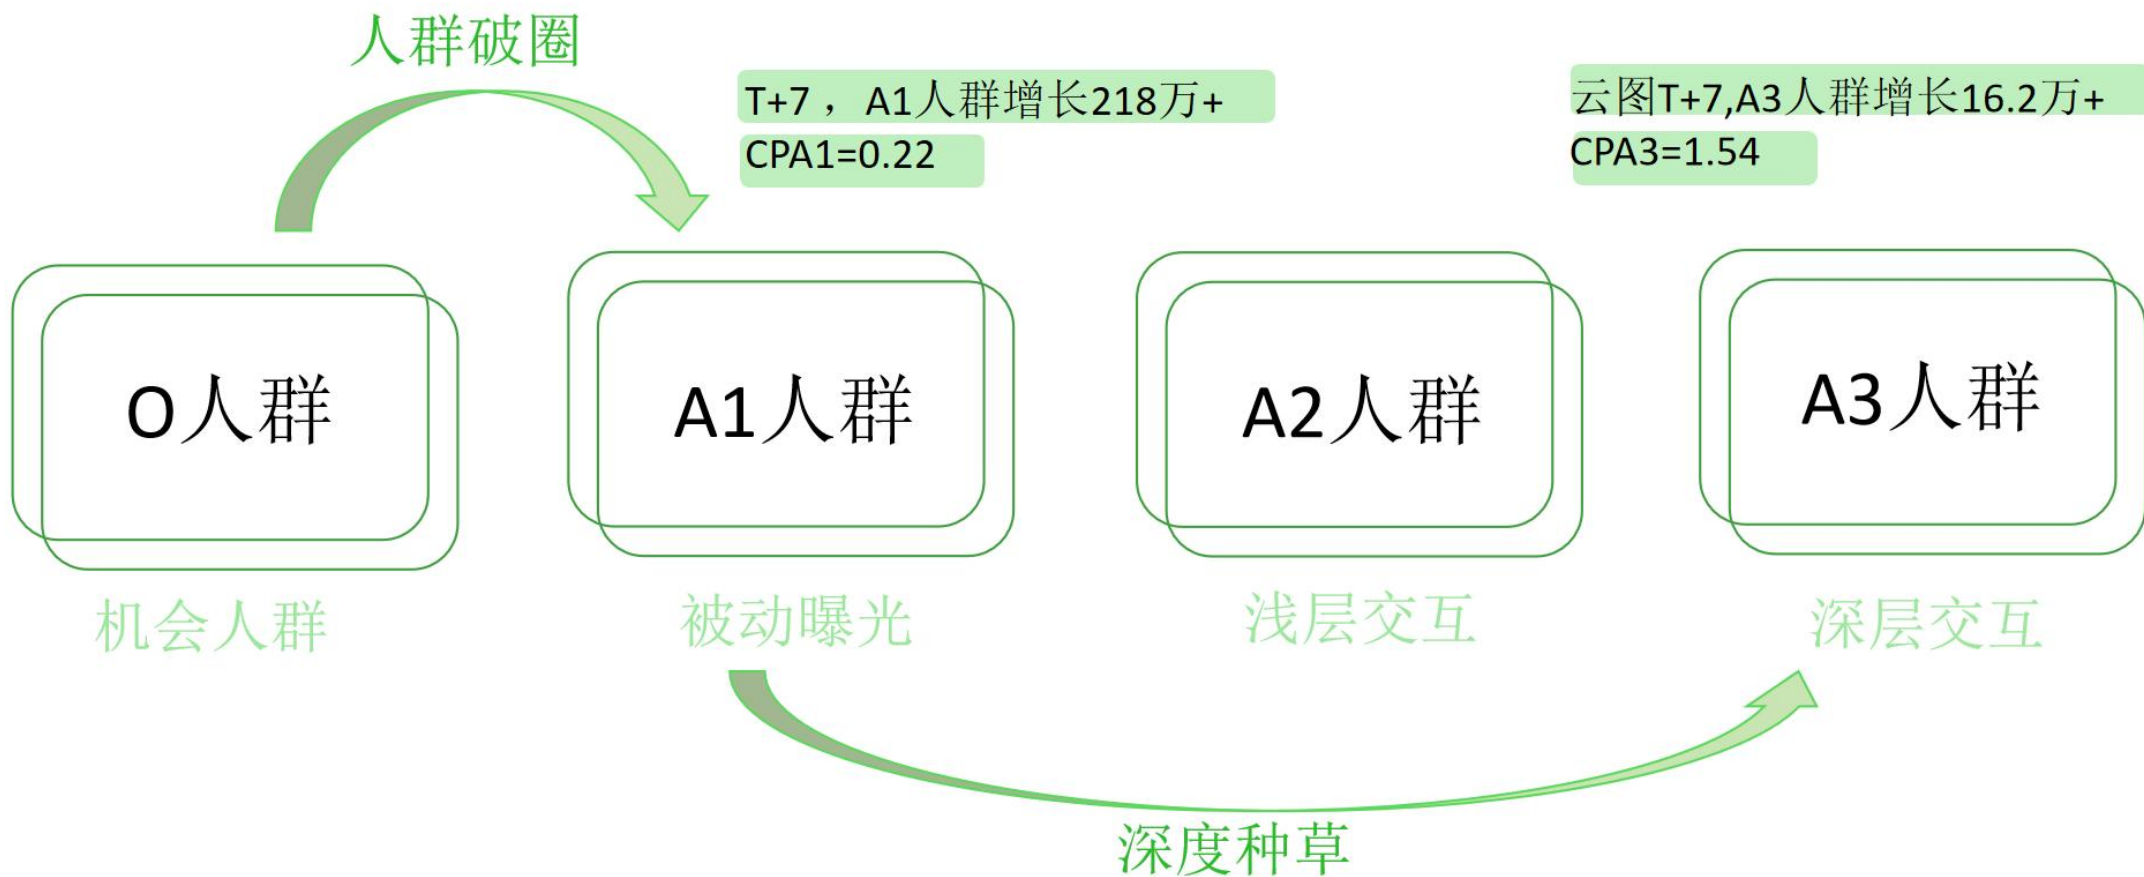 人群破圈
T+7， A1人群增长218万+
CPA1=0.22
云图T+7,A3人群增长16.2万+
CPA3=1.54
O人群
A1人群
A2人群
A3人群
机会人群
被动曝光
浅层交互
深层交互
深度种草